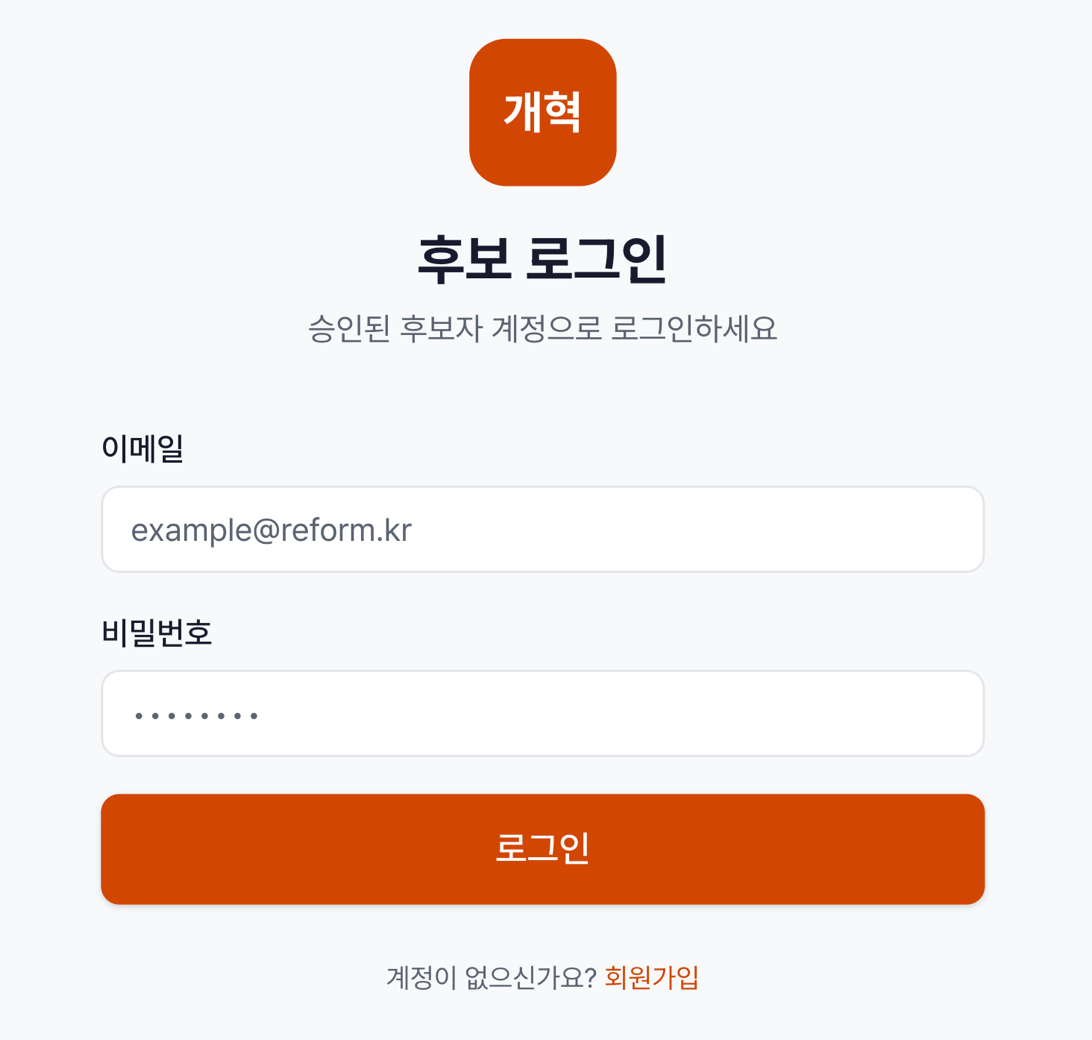 개혁
후보 로그인
승인된 후보자 계정으로 로그인하세요
이메일
example@reform.kr
비밀번호
••••••••
로그인
계정이 없으신가요? 회원가입